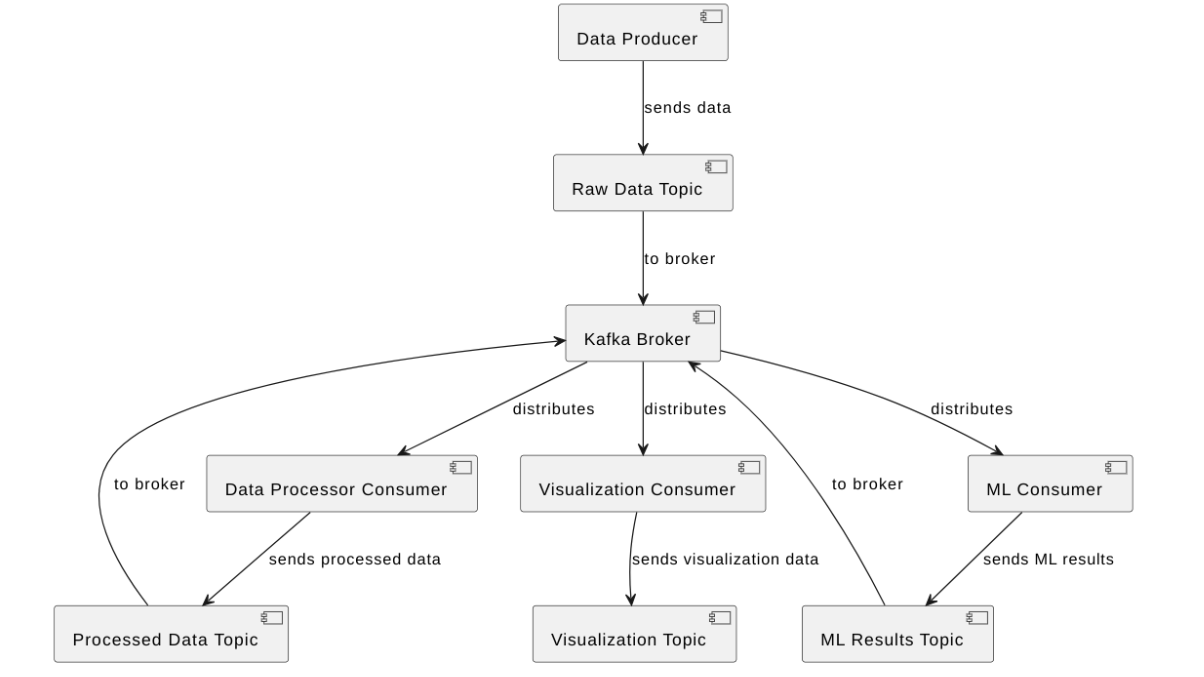 Data Producer
sends data
Raw Data Topic
to broker
Kafka Broker
distributes
distributes
distributes
to broker
Data Processor Consumer
Visualization Consumer
to broker
ML Consumer
sends processed data
sends visualization data
sends ML results
Processed Data Topic
Visualization Topic
ML Results Topic